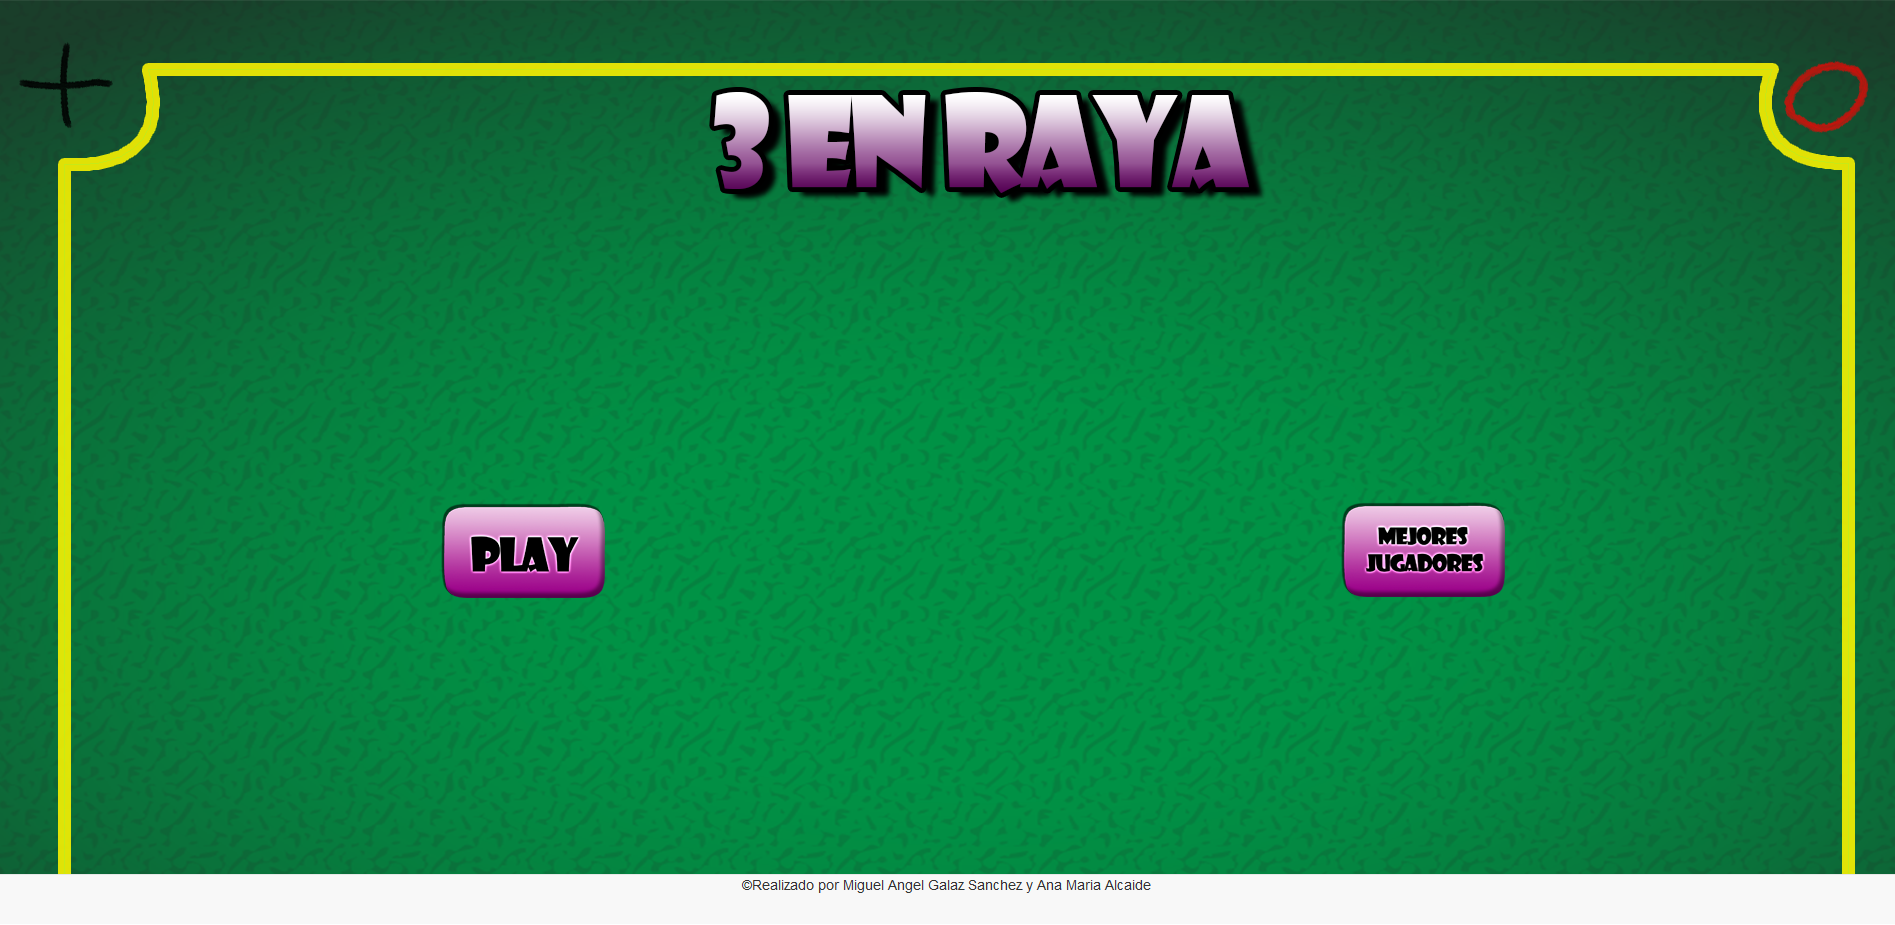 3 EN RAYA
PLAY
MEJORES
JUGADORES
©Realizado por Miguel Angel Galaz Sanchez y Ana Maria Alcaide